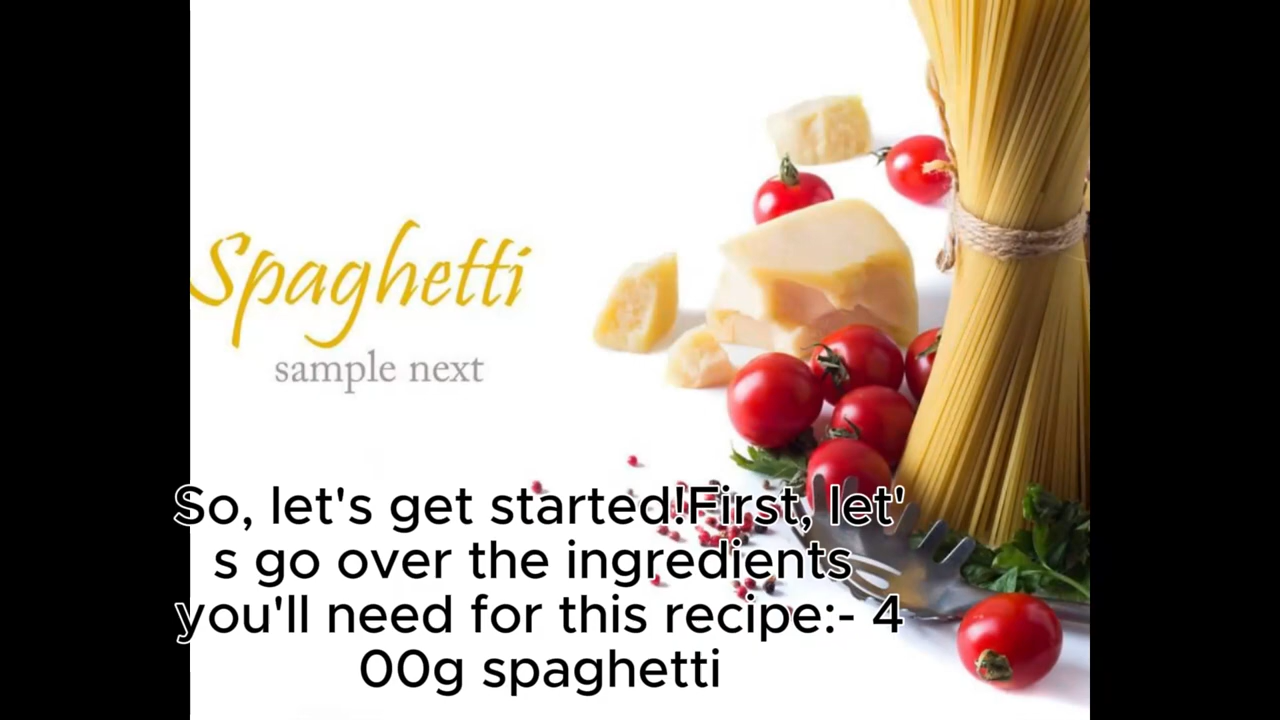 Spaghetti
sample next
So, let's get started!First, let'
s go over the ingredients
you'll need for this recipe:- 4
00g spaghetti